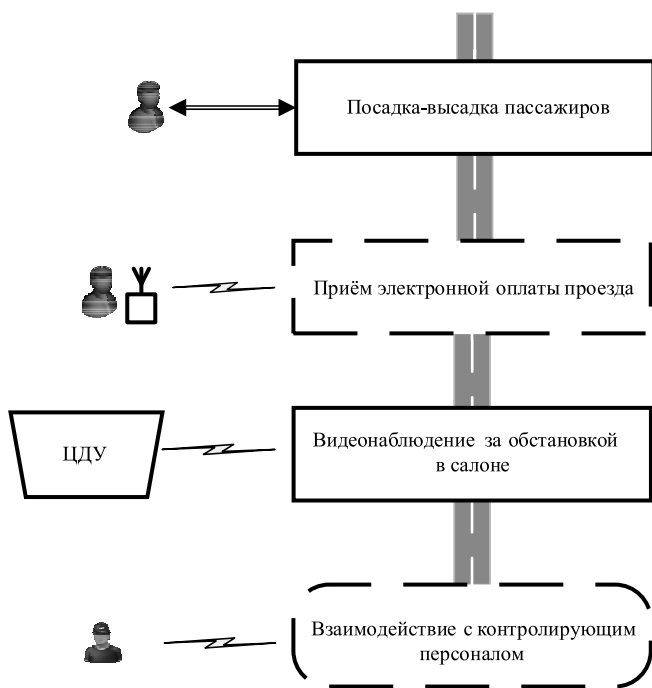 Посадка-высадка пассажиров
Приём электронной оплаты проезда
ЦДУ
Видеонаблюдение за обстановкой
в салоне
Взаимодействие с контролирующим
персоналом